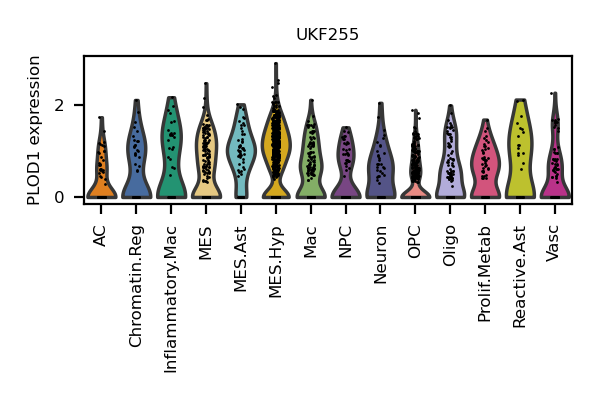 UKF255
PLOD1 expression
2
0
AC
Chromatin.Reg
Inflammatory.Mac
MES
MES.Ast
MES.Hyp
Mac
NPC
Neuron
OPC
Oligo
Prolif.Metab
Reactive.Ast
Vasc